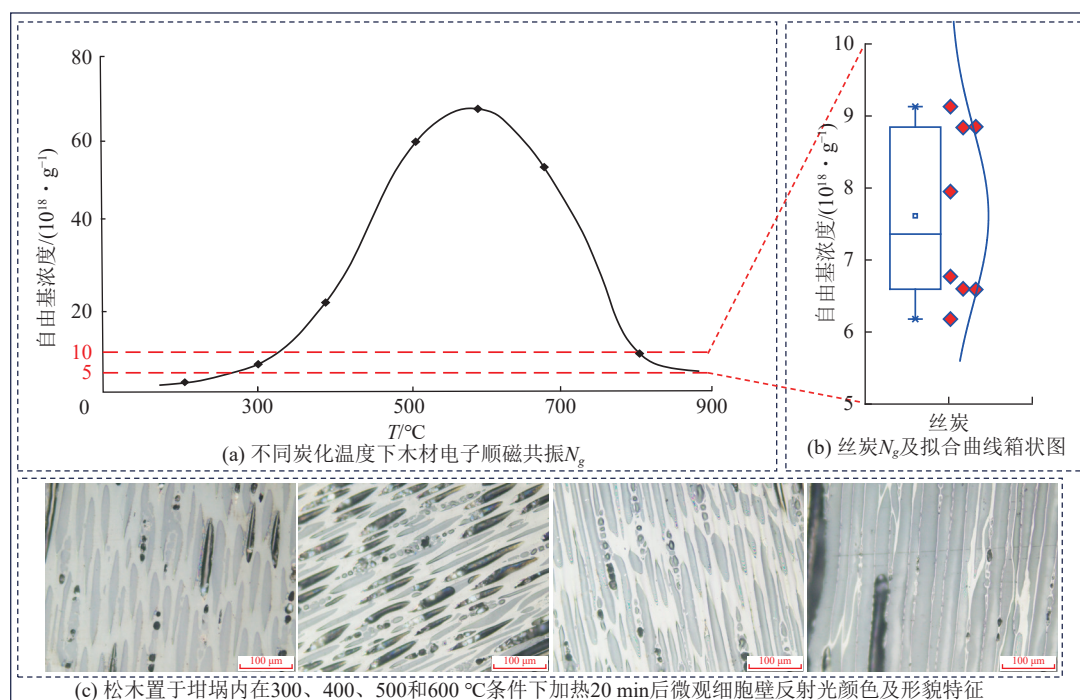 80
60
40
20
10
5
0
300
500
700
900
自由基浓度/(10¹⁸·g⁻¹)
T/°C
(a) 不同炭化温度下木材电子顺磁共振Ng
10
9
8
7
6
5
自由基浓度/(10¹⁸·g⁻¹)
丝炭
(b) 丝炭Ng及拟合曲线箱状图
100 μm
100 μm
100 μm
100 μm
(c) 松木置于坩埚内在300、400、500和600 °C条件下加热20 min后微观细胞壁反射光颜色及形貌特征